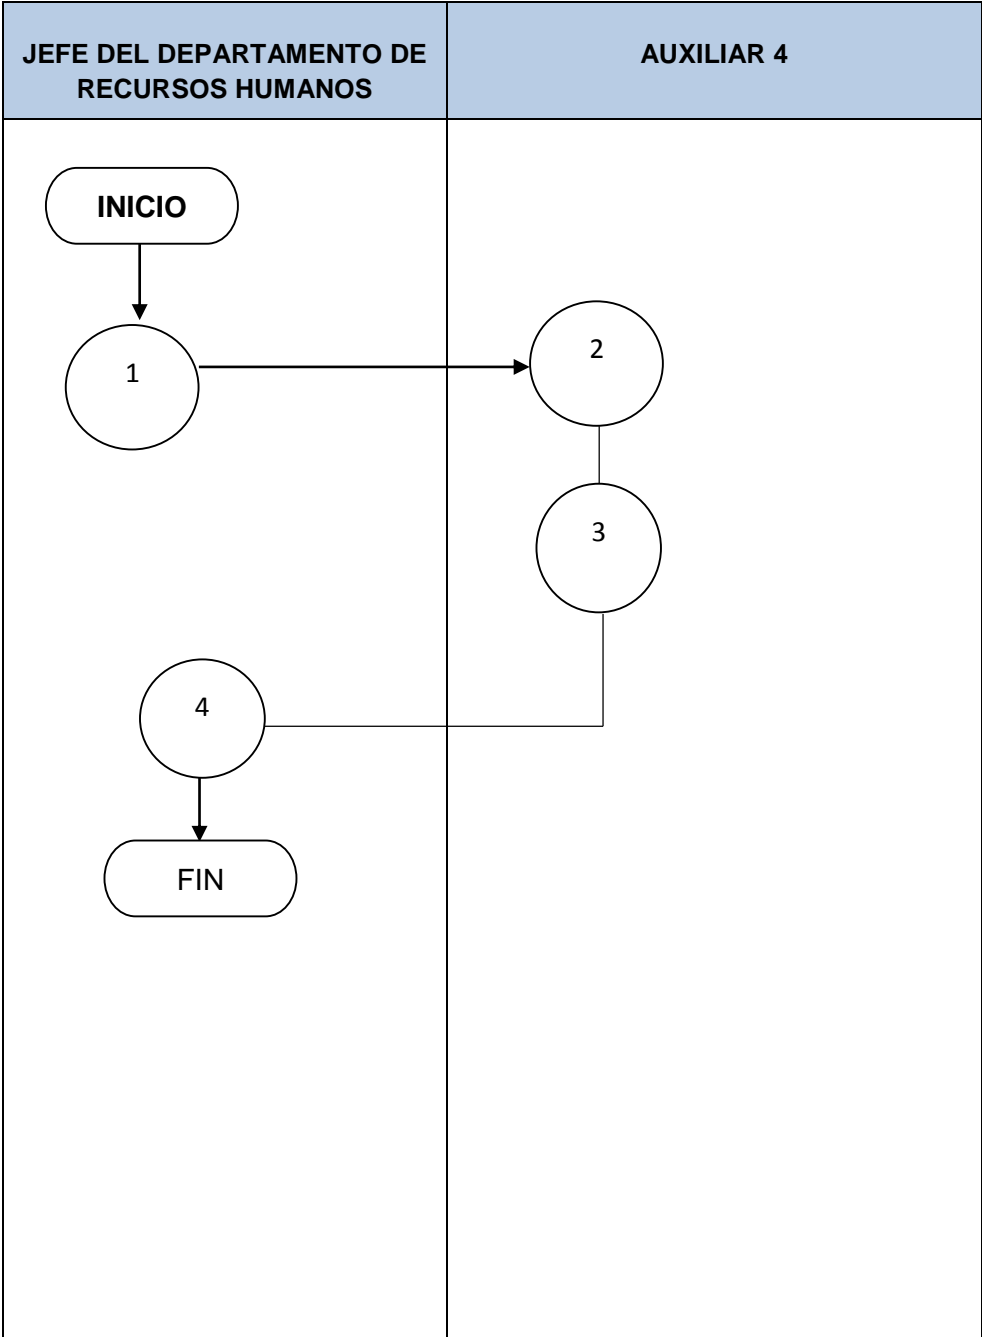 JEFE DEL DEPARTAMENTO DE
RECURSOS HUMANOS
AUXILIAR 4
INICIO
1
2
3
4
FIN